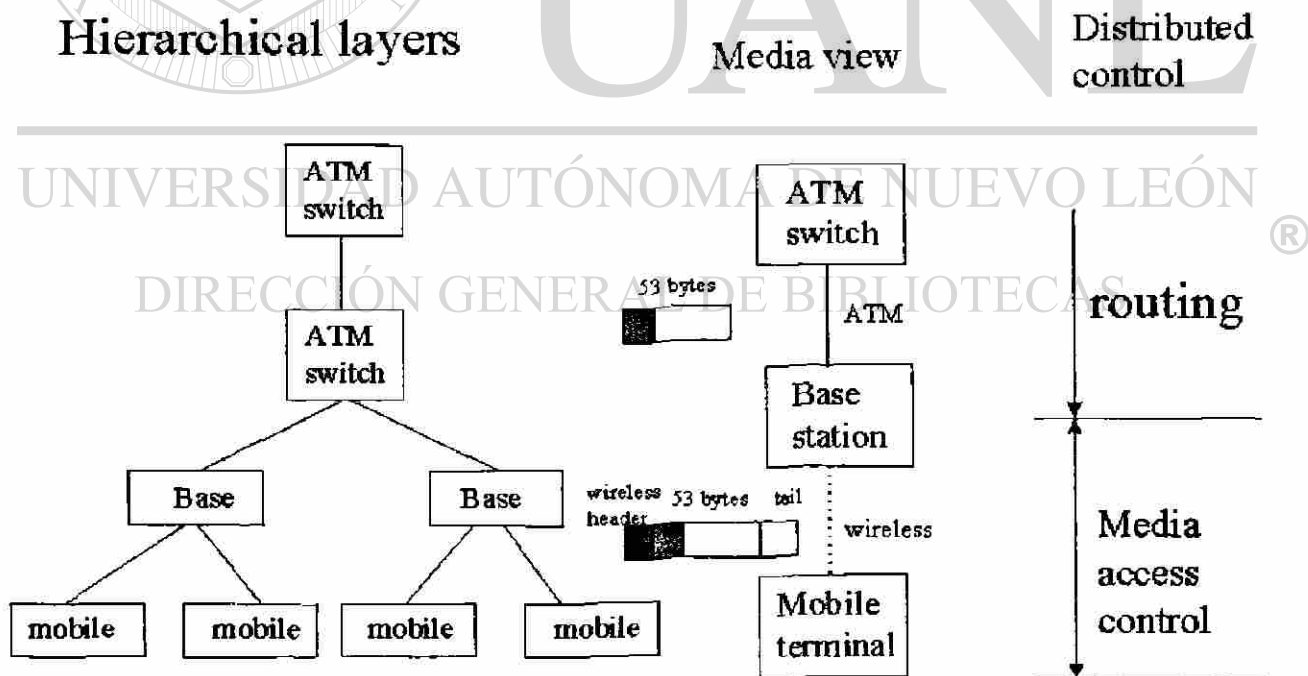 UANL
Hierarchical layers
Media view
Distributed
control
UNIVERSIDAD AUTÓNOMA DE NUEVO LEÓN
®
DIRECCIÓN GENERAL DE BIBLIOTECAS
ATM
switch
ATM
switch
Base
Base
mobile
mobile
mobile
mobile
53 bytes
wireless
header
53 bytes
tail
ATM
switch
ATM
Base
station
wireless
Mobile
terminal
routing
Media
access
control